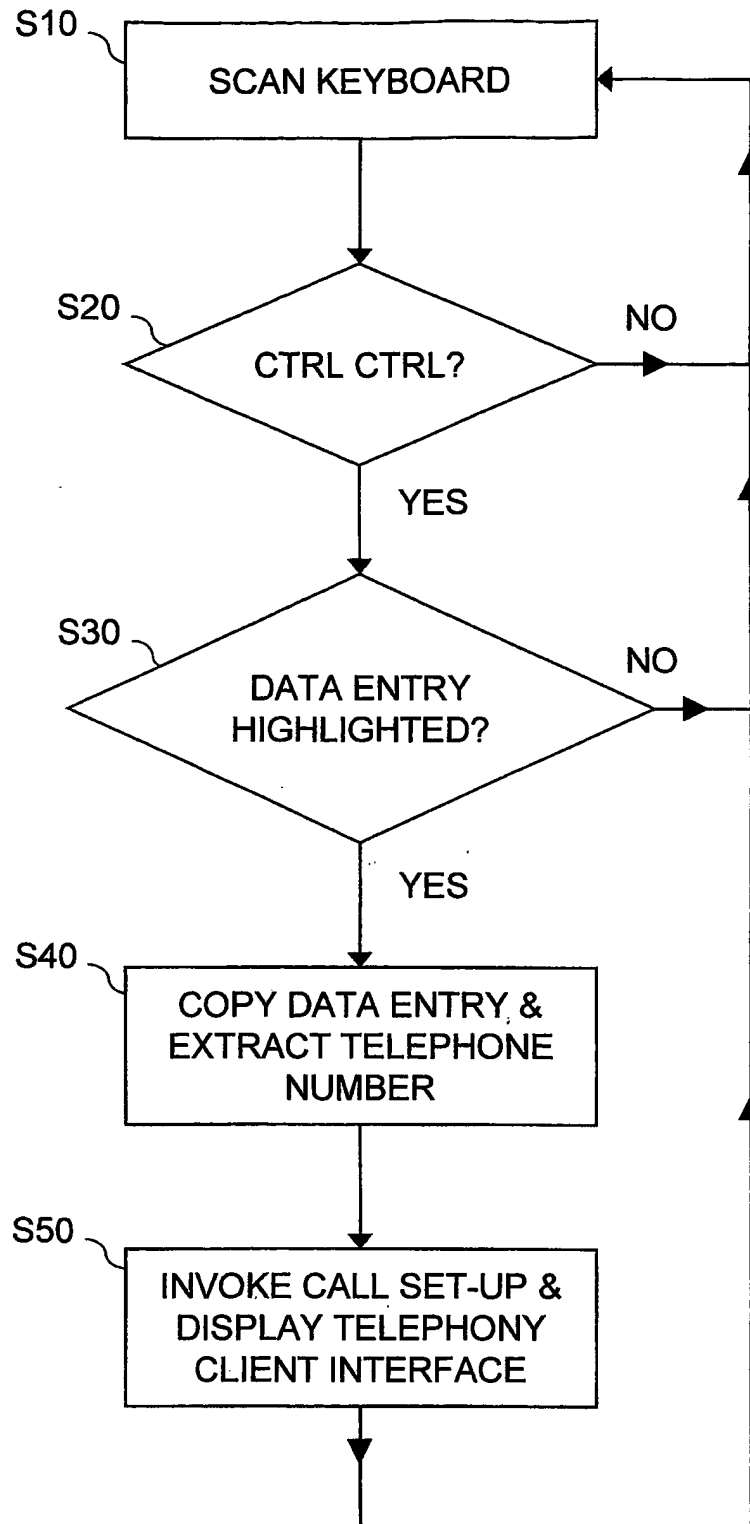 S10
SCAN KEYBOARD
S20
CTRL CTRL?
NO
YES
S30
DATA ENTRY
HIGHLIGHTED?
NO
YES
S40
COPY DATA ENTRY &
EXTRACT TELEPHONE
NUMBER
S50
INVOKE CALL SET-UP &
DISPLAY TELEPHONY
CLIENT INTERFACE